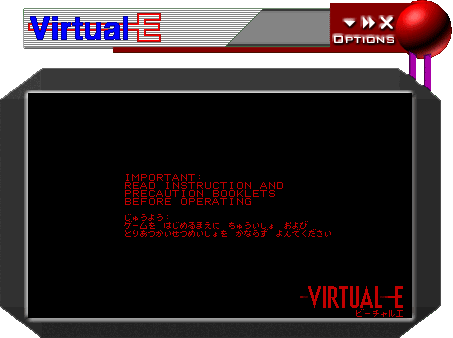 Virtual-E
OPTIONS
IMPORTANT:
READ INSTRUCTION AND
PRECAUTION BOOKLETS
BEFORE OPERATING
じゅうよう:
ゲームを はじめるまえに ちゅういしょ および
とりあつかいせつめいしょを かならず よんでください
VIRTUAL-E
ビーチャルエ